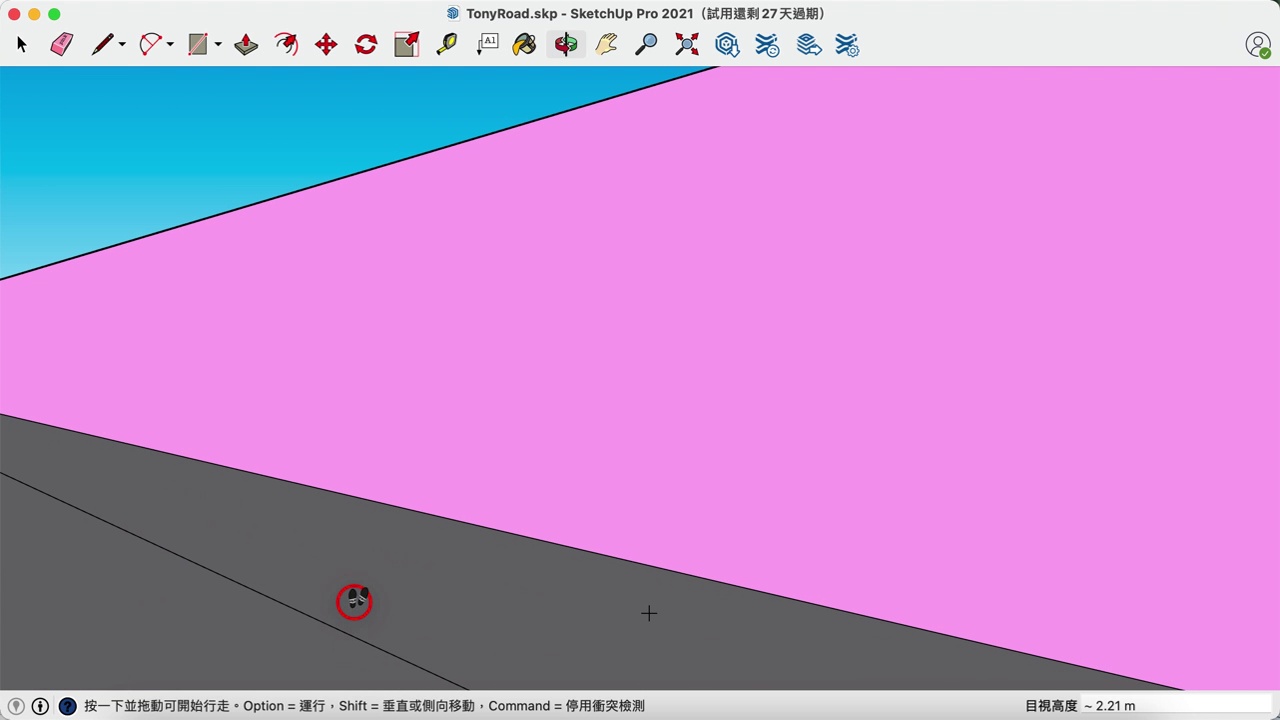 TonyRoad.skp - SketchUp Pro 2021（試用還剩 27 天過期）
A1
按一下並拖動可開始行走。Option = 運行，Shift = 垂直或側向移動，Command = 停用衝突檢測
目視高度 ~ 2.21 m